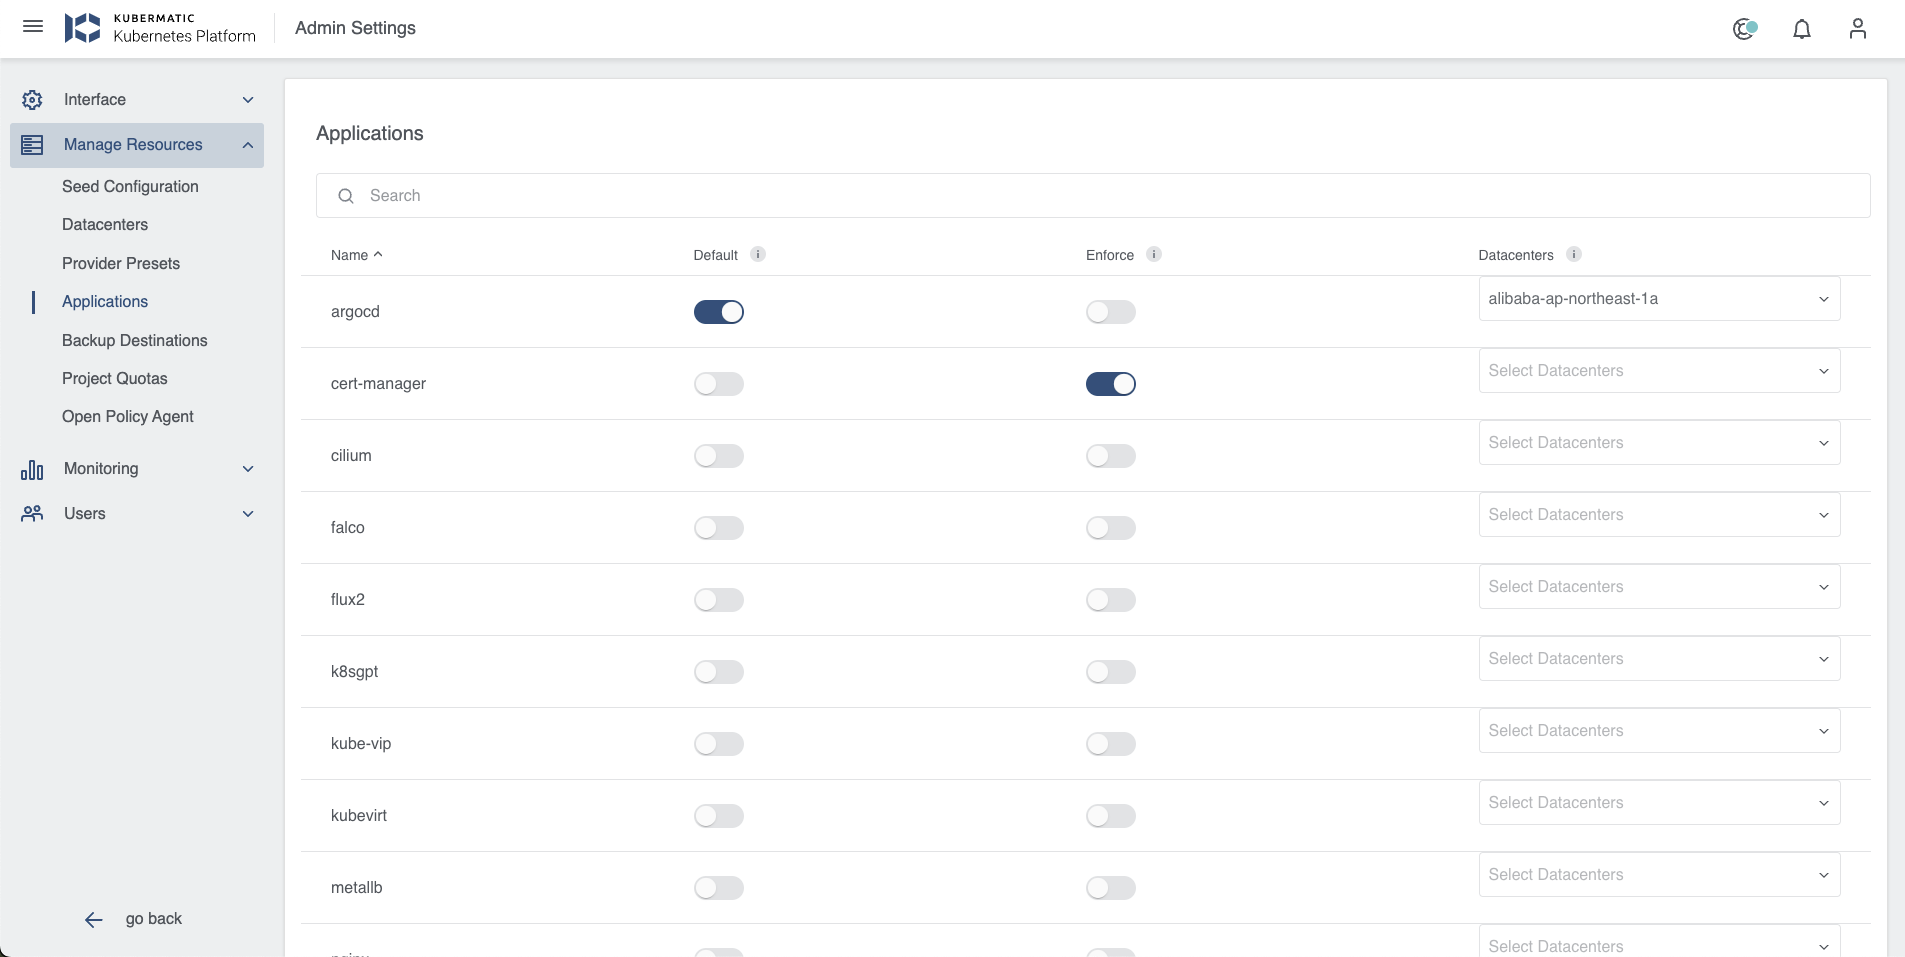 KUBERMATIC
Kubernetes Platform
Admin Settings
Interface
Manage Resources
Seed Configuration
Datacenters
Provider Presets
Applications
Backup Destinations
Project Quotas
Open Policy Agent
Monitoring
Users
go back
Applications
Search
Name Default Enforce Datacenters
argocd alibaba-ap-northeast-1a
cert-manager Select Datacenters
cilium Select Datacenters
falco Select Datacenters
flux2 Select Datacenters
k8sgpt Select Datacenters
kube-vip Select Datacenters
kubevirt Select Datacenters
metallb Select Datacenters
Select Datacenters